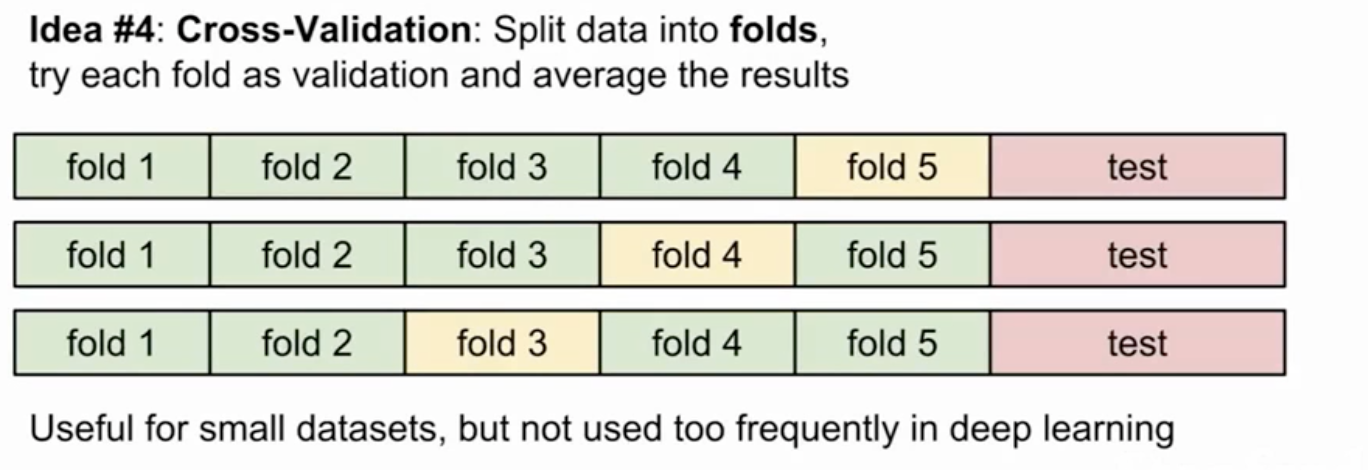 Idea #4: Cross-Validation: Split data into folds,
try each fold as validation and average the results
fold 1 fold 2 fold 3 fold 4 fold 5 test
fold 1 fold 2 fold 3 fold 4 fold 5 test
fold 1 fold 2 fold 3 fold 4 fold 5 test
Useful for small datasets, but not used too frequently in deep learning